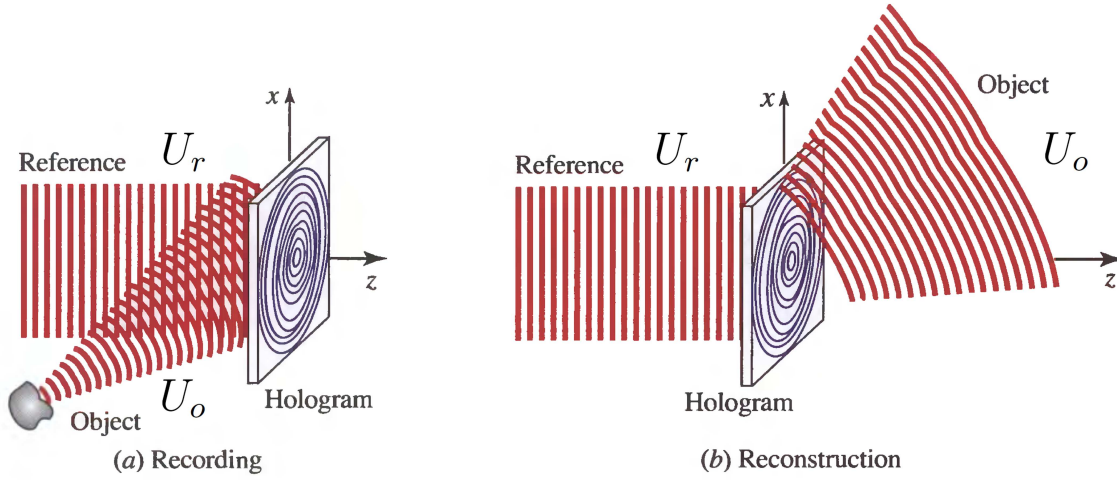 x
Reference
U_r
z
U_o
Object
Hologram
(a) Recording
x
Object
Reference
U_r
U_o
z
Hologram
(b) Reconstruction